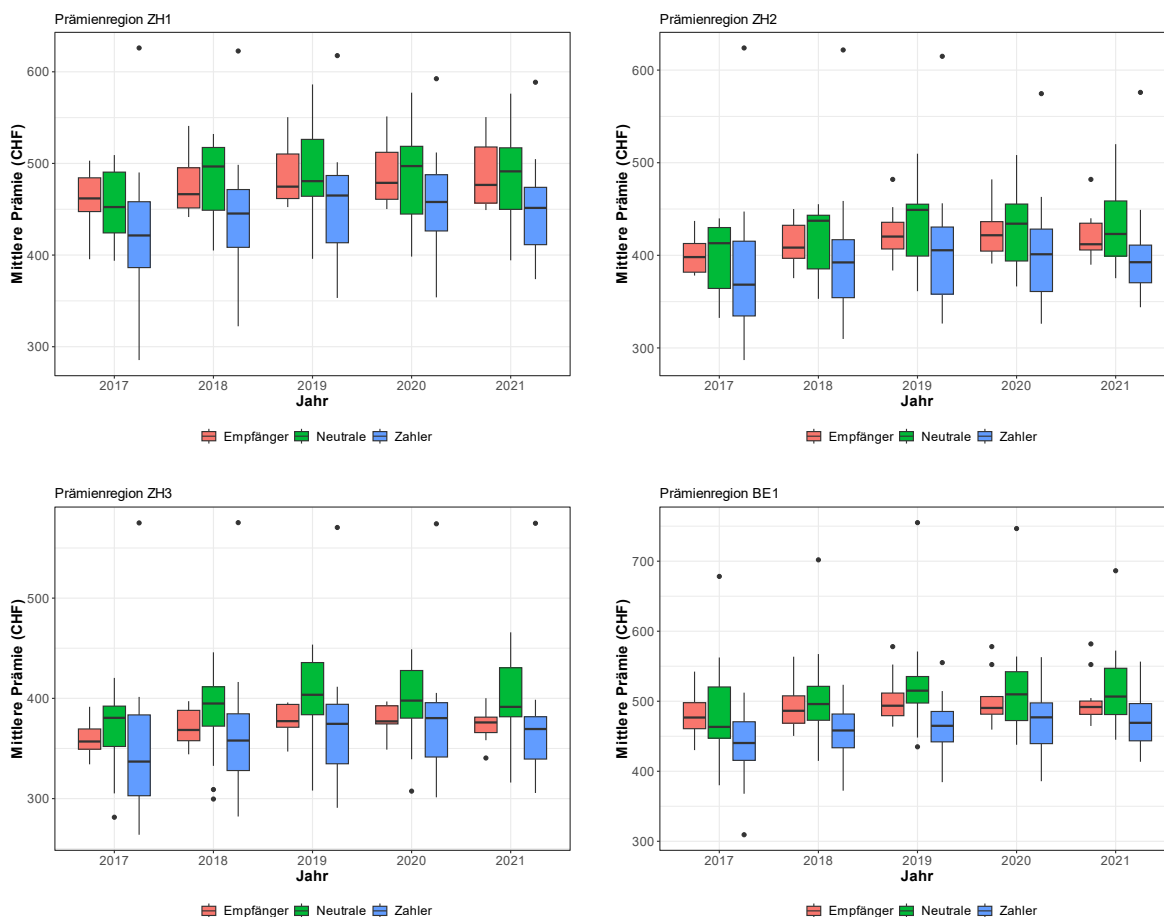 Prämienregion ZH1
Mittlere Prämie (CHF)
600
500
400
300
2017 2018 2019 2020 2021
Jahr
Empfänger Neutrale Zahler
Prämienregion ZH2
Mittlere Prämie (CHF)
600
500
400
300
2017 2018 2019 2020 2021
Jahr
Empfänger Neutrale Zahler
Prämienregion ZH3
Mittlere Prämie (CHF)
500
400
300
2017 2018 2019 2020 2021
Jahr
Empfänger Neutrale Zahler
Prämienregion BE1
Mittlere Prämie (CHF)
700
600
500
400
300
2017 2018 2019 2020 2021
Jahr
Empfänger Neutrale Zahler